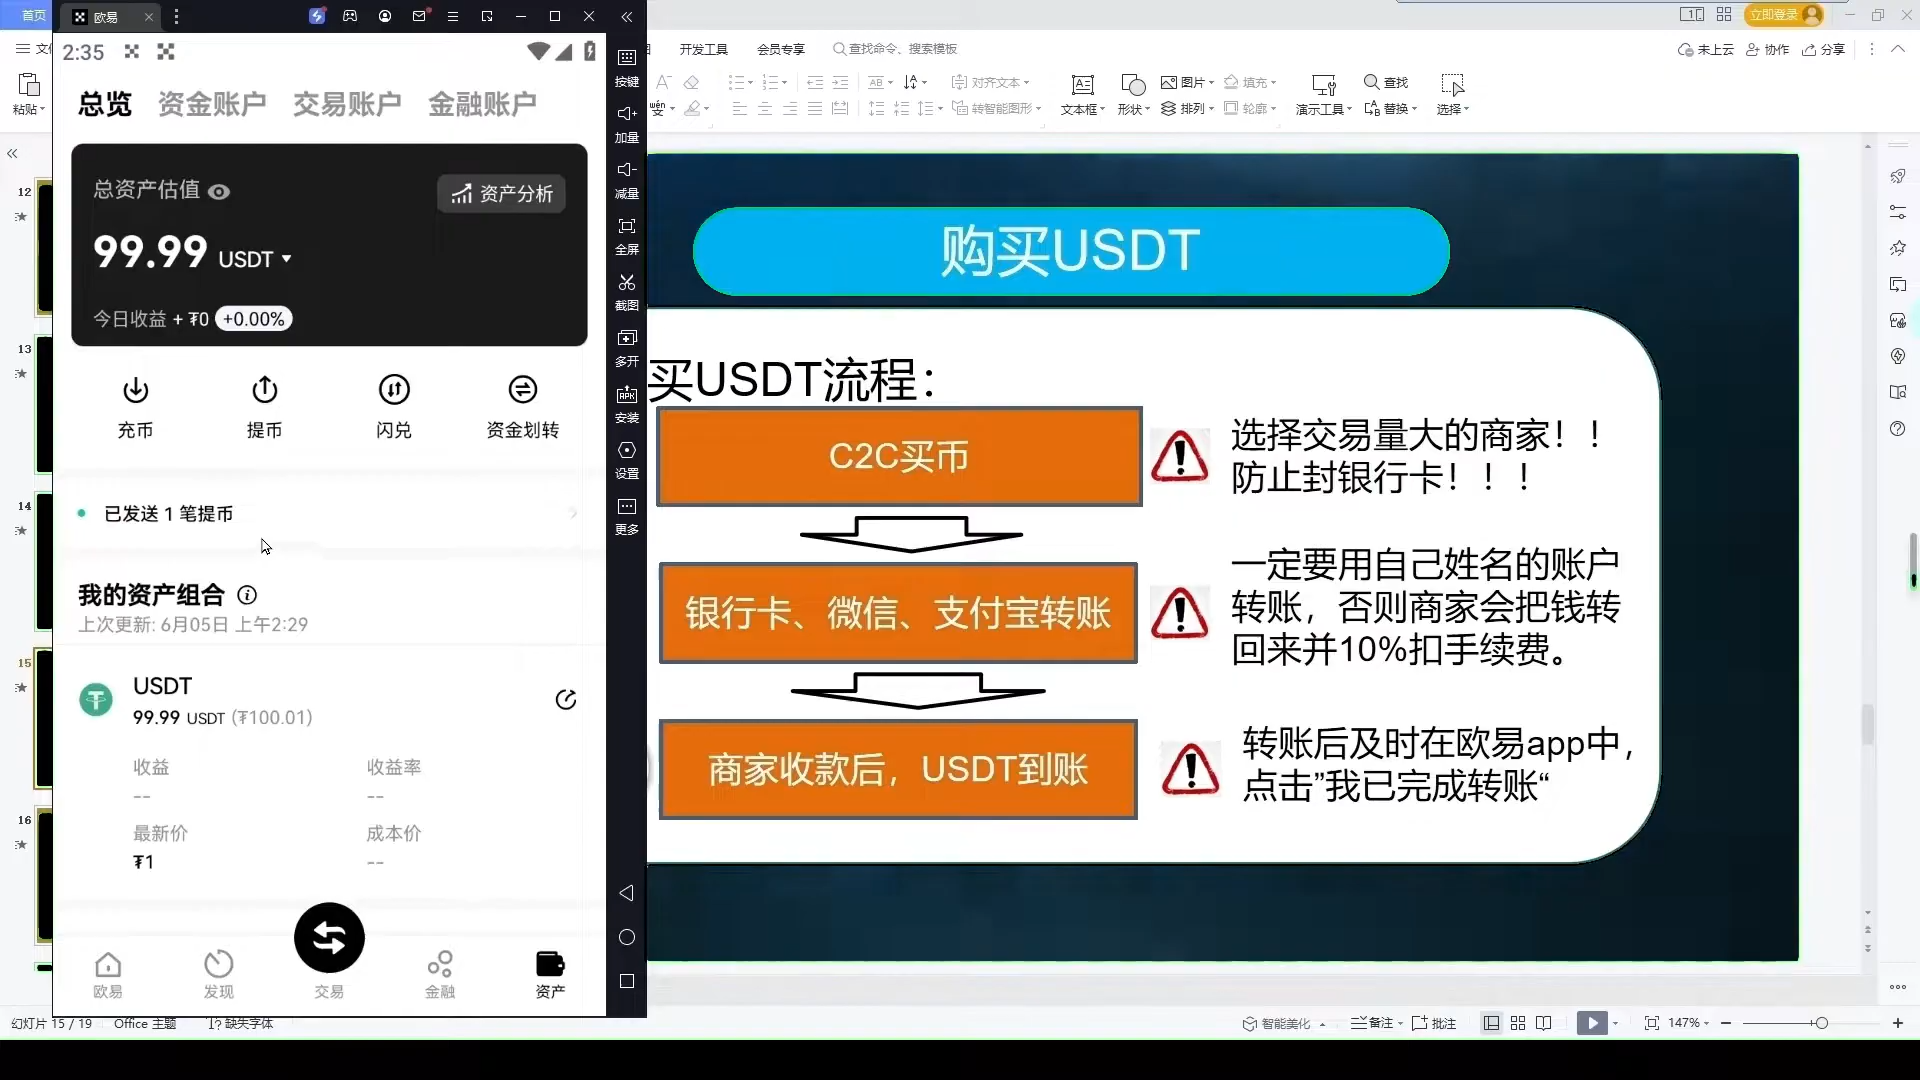 首页
欧易
2:35
总览 资金账户 交易账户 金融账户
总资产估值
资产分析
99.99 USDT
今日收益 + ₮0 +0.00%
充币 提币 闪兑 资金划转
已发送 1 笔提币
我的资产组合
上次更新: 6月05日 上午2:29
USDT
99.99 USDT (₮100.01)
收益 收益率
-- --
最新价 成本价
₮1 --
欧易 发现 交易 金融 资产
按键
加量
减量
全屏
截图
多开
安装
设置
更多
立即登录
开发工具 会员专享 查找命令、搜索模板
未上云 协作 分享
粘贴
对齐文本
转智能图形
文本框 形状 图片 排列 填充 轮廓 演示工具 查找 替换 选择
12
13
14
15
16
购买USDT
买USDT流程：
C2C买币
选择交易量大的商家！！
防止封银行卡！！！
银行卡、微信、支付宝转账
一定要用自己姓名的账户
转账，否则商家会把钱转
回来并10%扣手续费。
商家收款后，USDT到账
转账后及时在欧易app中，
点击”我已完成转账“
幻灯片 15 / 19 Office 主题 缺失字体
智能美化 备注 批注 147%